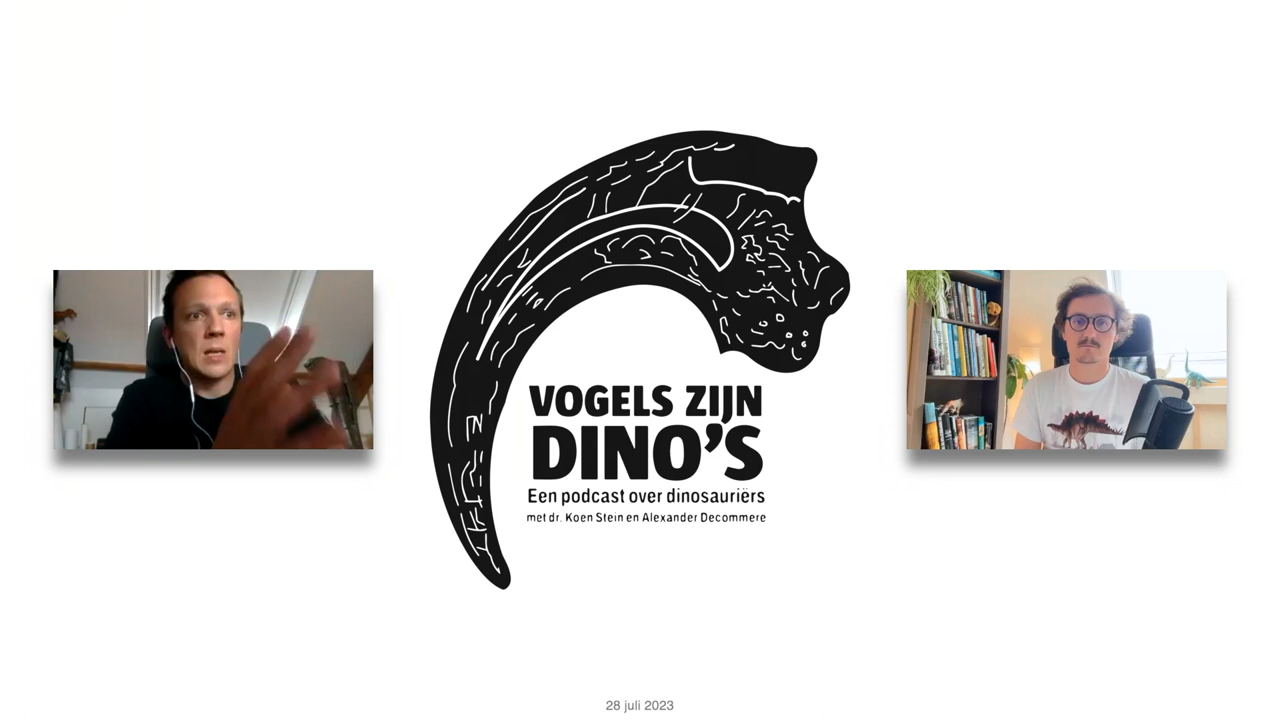 VOGELS ZIJN
DINO'S
Een podcast over dinosauriërs
met dr. Koen Stein en Alexander Decommere
28 juli 2023